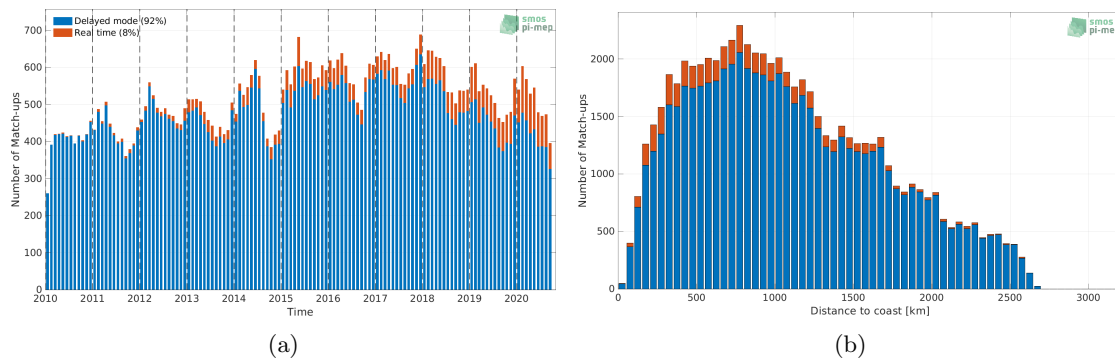 Delayed mode (92%)
Real time (8%)
smos
pi-mep
700
600
500
400
300
200
100
0
Number of Match-ups
2010 2011 2012 2013 2014 2015 2016 2017 2018 2019 2020
Time
(a)
smos
pi-mep
2000
1500
1000
500
0
Number of Match-ups
0 500 1000 1500 2000 2500 3000
Distance to coast [km]
(b)